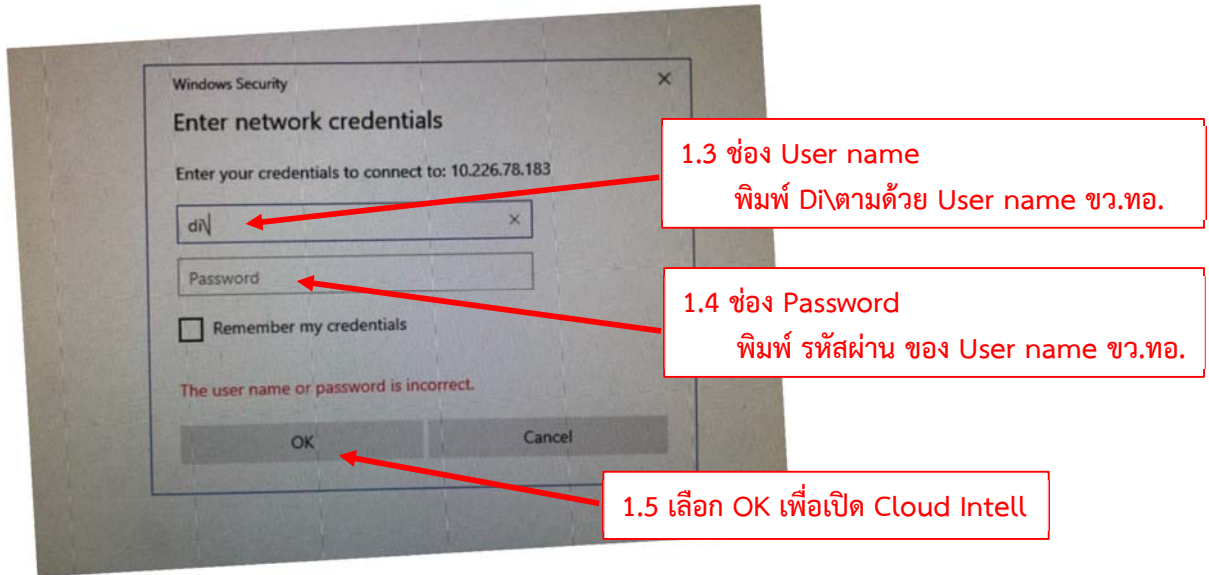 Windows Security
Enter network credentials
Enter your credentials to connect to: 10.226.78.183
di\
Password
Remember my credentials
The user name or password is incorrect.
OK
Cancel
1.3 ช่อง User name
พิมพ์ Di\ตามด้วย User name ขว.ทอ.
1.4 ช่อง Password
พิมพ์ รหัสผ่าน ของ User name ขว.ทอ.
1.5 เลือก OK เพื่อเปิด Cloud Intell